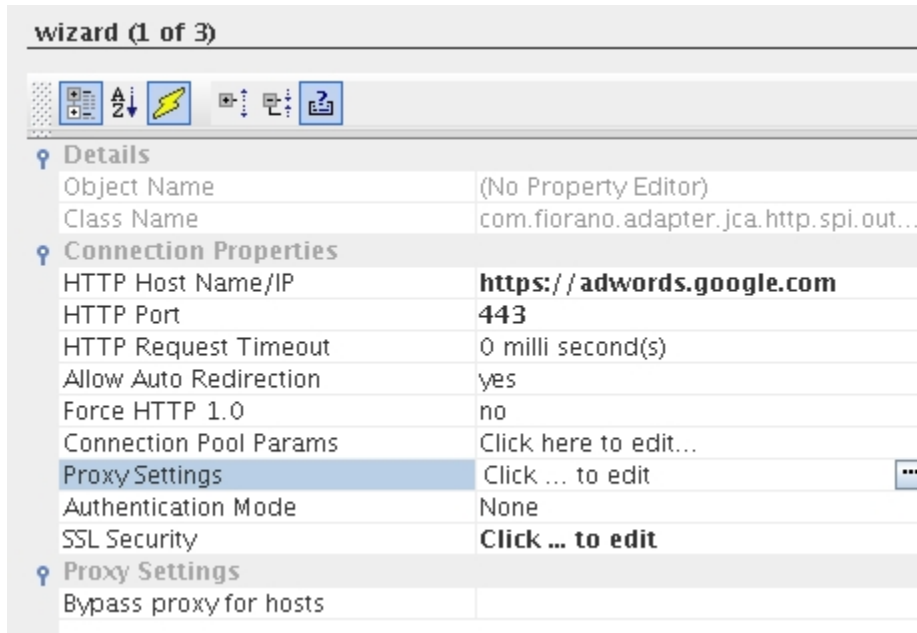 wizard (1 of 3)
Details
Object Name (No Property Editor)
Class Name com.fiorano.adapter.jca.http.spi.out...
Connection Properties
HTTP Host Name/IP https://adwords.google.com
HTTP Port 443
HTTP Request Timeout 0 milli second(s)
Allow Auto Redirection yes
Force HTTP 1.0 no
Connection Pool Params Click here to edit...
Proxy Settings Click ... to edit ...
Authentication Mode None
SSL Security Click ... to edit
Proxy Settings
Bypass proxy for hosts